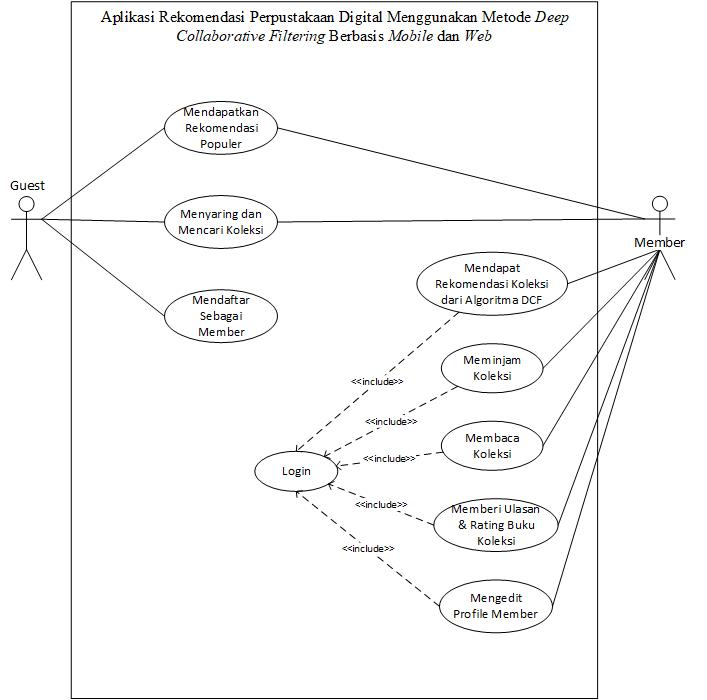 Aplikasi Rekomendasi Perpustakaan Digital Menggunakan Metode Deep
Collaborative Filtering Berbasis Mobile dan Web
Mendapatkan
Rekomendasi
Populer
Guest
Menyaring dan
Mencari Koleksi
Member
Mendapat
Rekomendasi Koleksi
dari Algoritma DCF
Mendaftar
Sebagai
Member
Meminjam
Koleksi
<<include>>
<<include>>
Membaca
Koleksi
<<include>>
Login
<<include>>
Memberi Ulasan
& Rating Buku
Koleksi
<<include>>
Mengedit
Profile Member